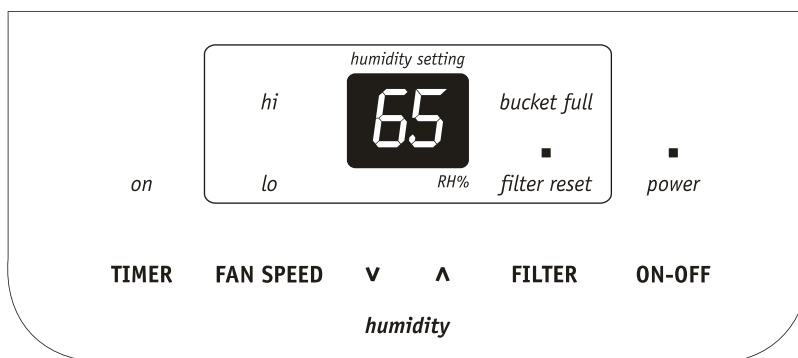 humidity setting
hi
65
bucket full
on
lo
RH%
filter reset
power
TIMER
FAN SPEED
∨
∧
FILTER
ON-OFF
humidity